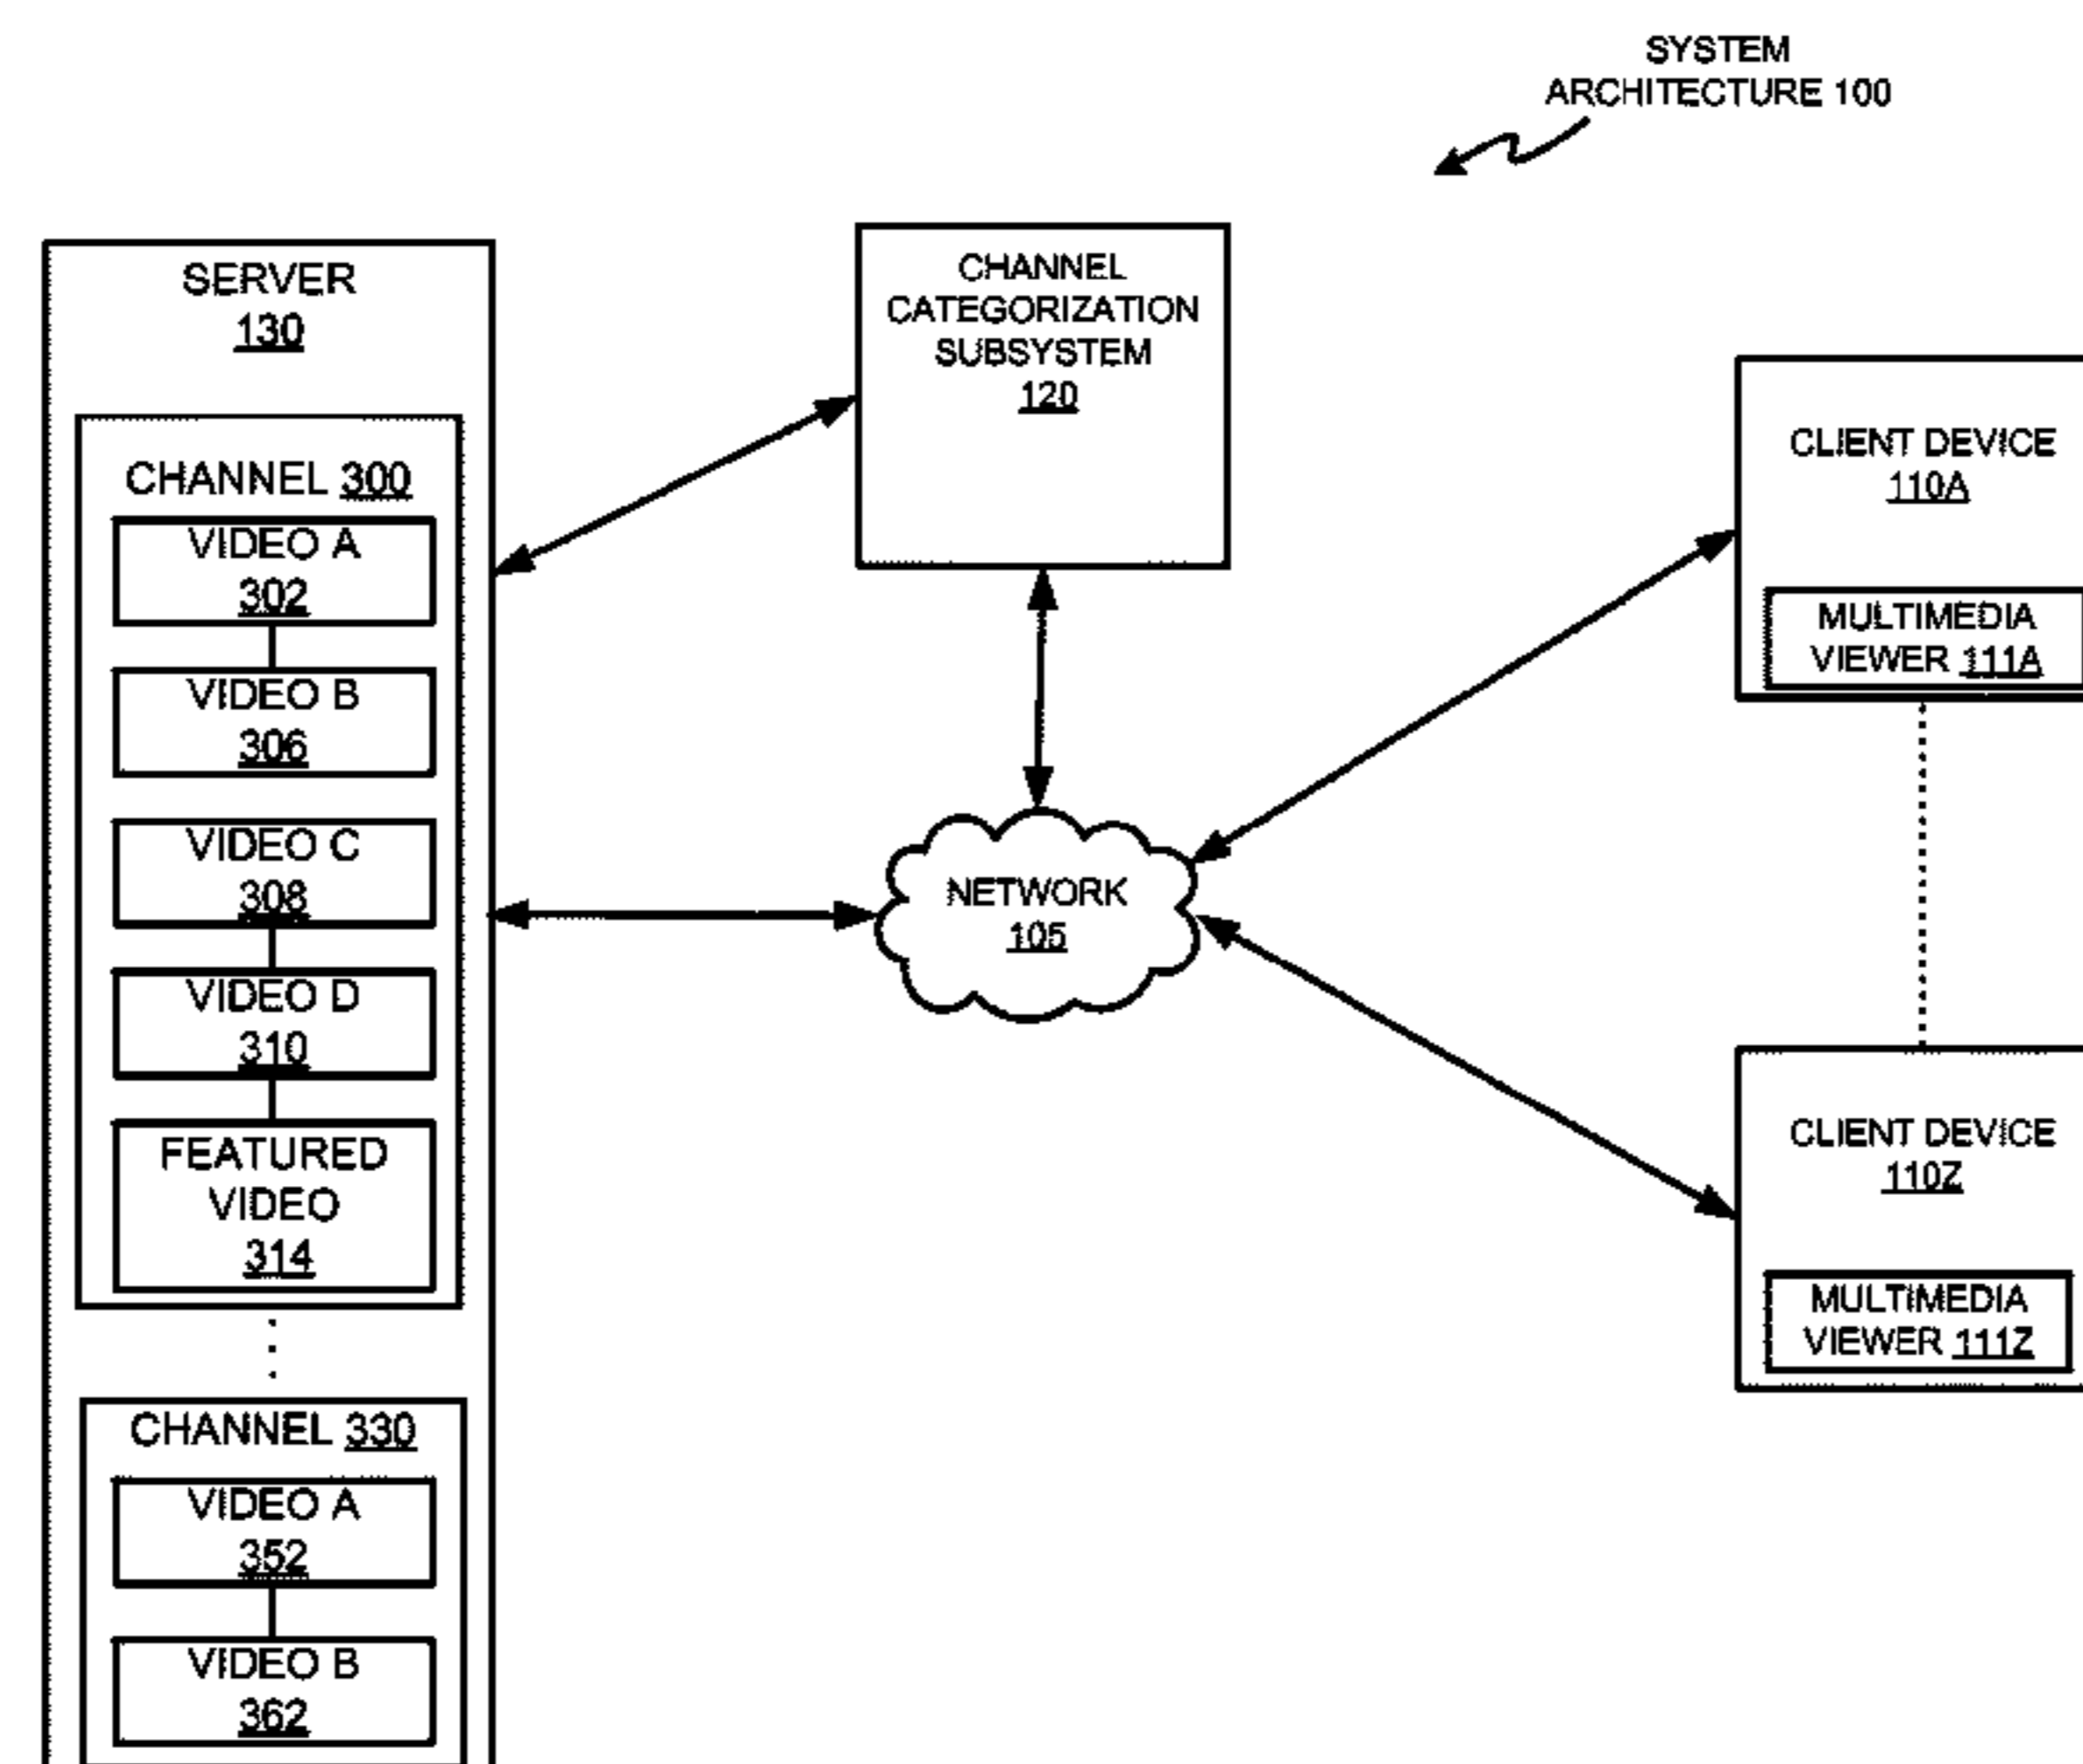 SYSTEM
ARCHITECTURE 100
SERVER
130
CHANNEL 300
VIDEO A
302
VIDEO B
306
VIDEO C
308
VIDEO D
310
FEATURED
VIDEO
314
CHANNEL 330
VIDEO A
352
VIDEO B
362
CHANNEL
CATEGORIZATION
SUBSYSTEM
120
NETWORK
105
CLIENT DEVICE
110A
MULTIMEDIA
VIEWER 111A
CLIENT DEVICE
110Z
MULTIMEDIA
VIEWER 111Z